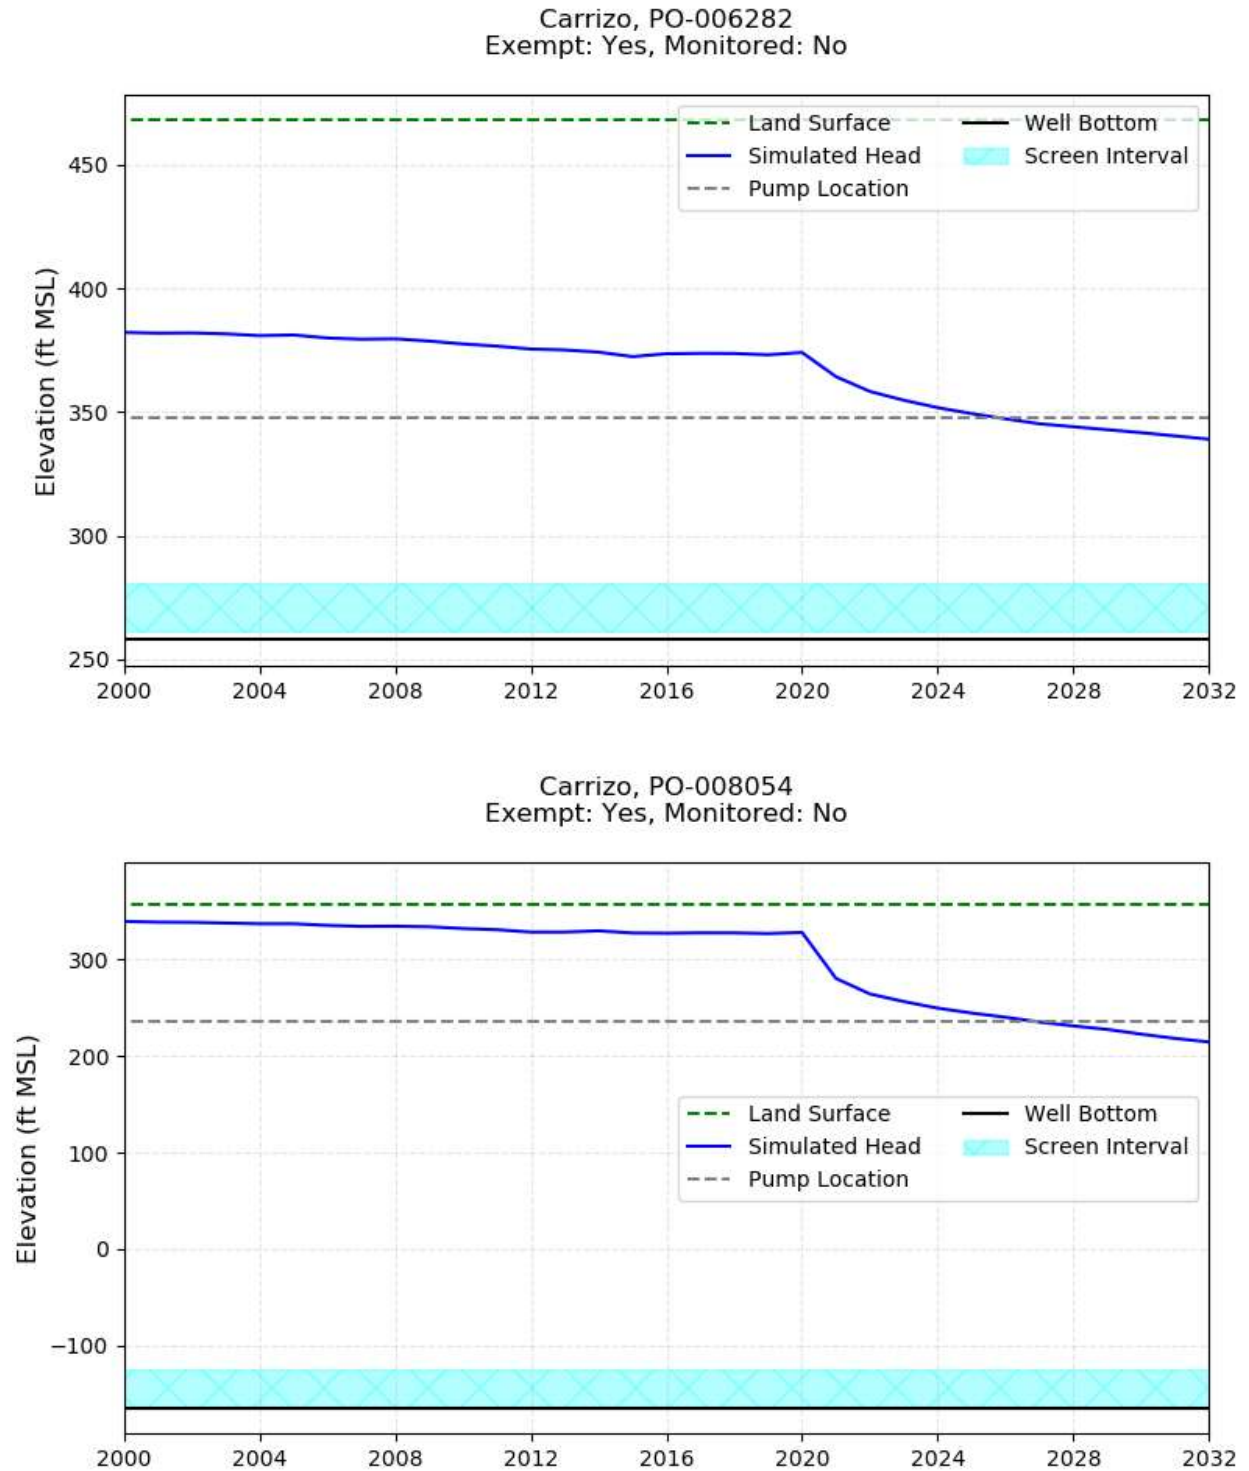 Carrizo, PO-006282
Exempt: Yes, Monitored: No
Land Surface
Simulated Head
Pump Location
Well Bottom
Screen Interval
Elevation (ft MSL)
450
400
350
300
250
2000 2004 2008 2012 2016 2020 2024 2028 2032
Carrizo, PO-008054
Exempt: Yes, Monitored: No
Elevation (ft MSL)
300
200
100
0
−100
Land Surface
Simulated Head
Pump Location
Well Bottom
Screen Interval
2000 2004 2008 2012 2016 2020 2024 2028 2032